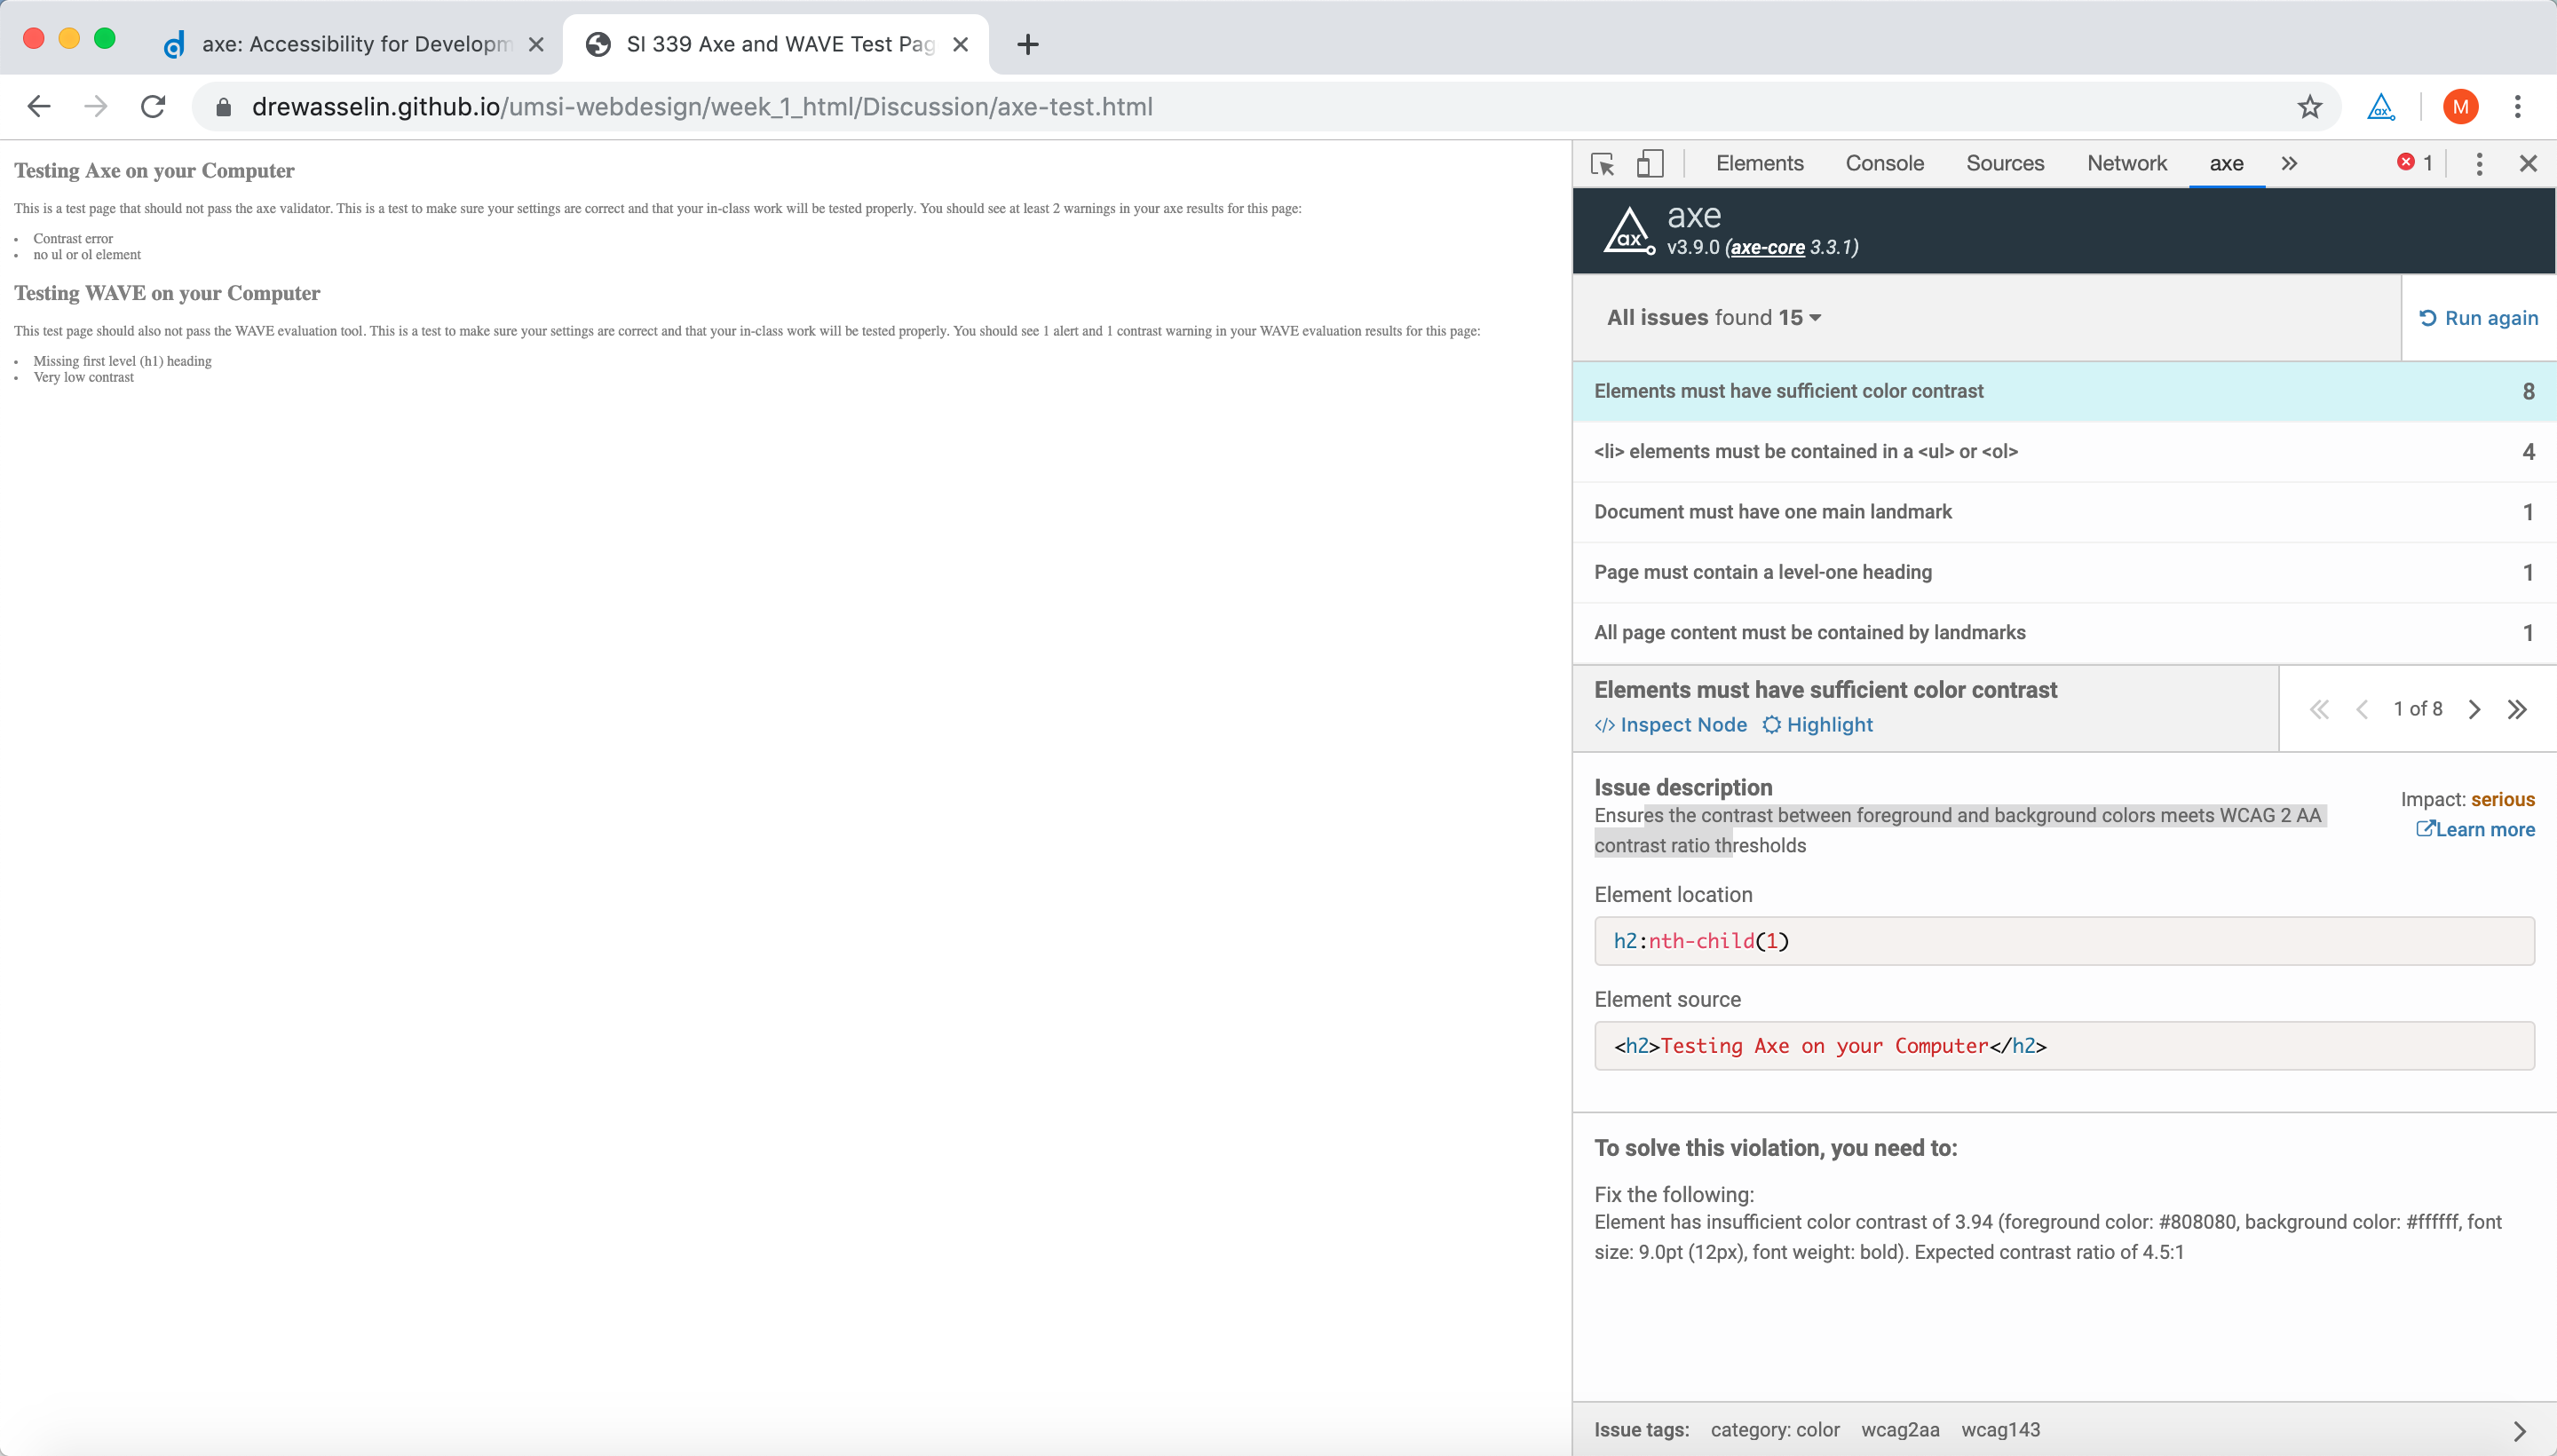 axe: Accessibility for Developm
SI 339 Axe and WAVE Test Pag
drewasselin.github.io/umsi-webdesign/week_1_html/Discussion/axe-test.html
ax
M
Testing Axe on your Computer
This is a test page that should not pass the axe validator. This is a test to make sure your settings are correct and that your in-class work will be tested properly. You should see at least 2 warnings in your axe results for this page:
• Contrast error
• no ul or ol element
Testing WAVE on your Computer
This test page should also not pass the WAVE evaluation tool. This is a test to make sure your settings are correct and that your in-class work will be tested properly. You should see 1 alert and 1 contrast warning in your WAVE evaluation results for this page:
• Missing first level (h1) heading
• Very low contrast
Elements Console Sources Network axe » 1
ax
axe
v3.9.0 (axe-core 3.3.1)
All issues found 15
Run again
Elements must have sufficient color contrast 8
<li> elements must be contained in a <ul> or <ol> 4
Document must have one main landmark 1
Page must contain a level-one heading 1
All page content must be contained by landmarks 1
Elements must have sufficient color contrast
</> Inspect Node Highlight
1 of 8
Issue description
Ensures the contrast between foreground and background colors meets WCAG 2 AA
contrast ratio thresholds
Impact: serious
Learn more
Element location
h2:nth-child(1)
Element source
<h2>Testing Axe on your Computer</h2>
To solve this violation, you need to:
Fix the following:
Element has insufficient color contrast of 3.94 (foreground color: #808080, background color: #ffffff, font
size: 9.0pt (12px), font weight: bold). Expected contrast ratio of 4.5:1
Issue tags: category: color wcag2aa wcag143